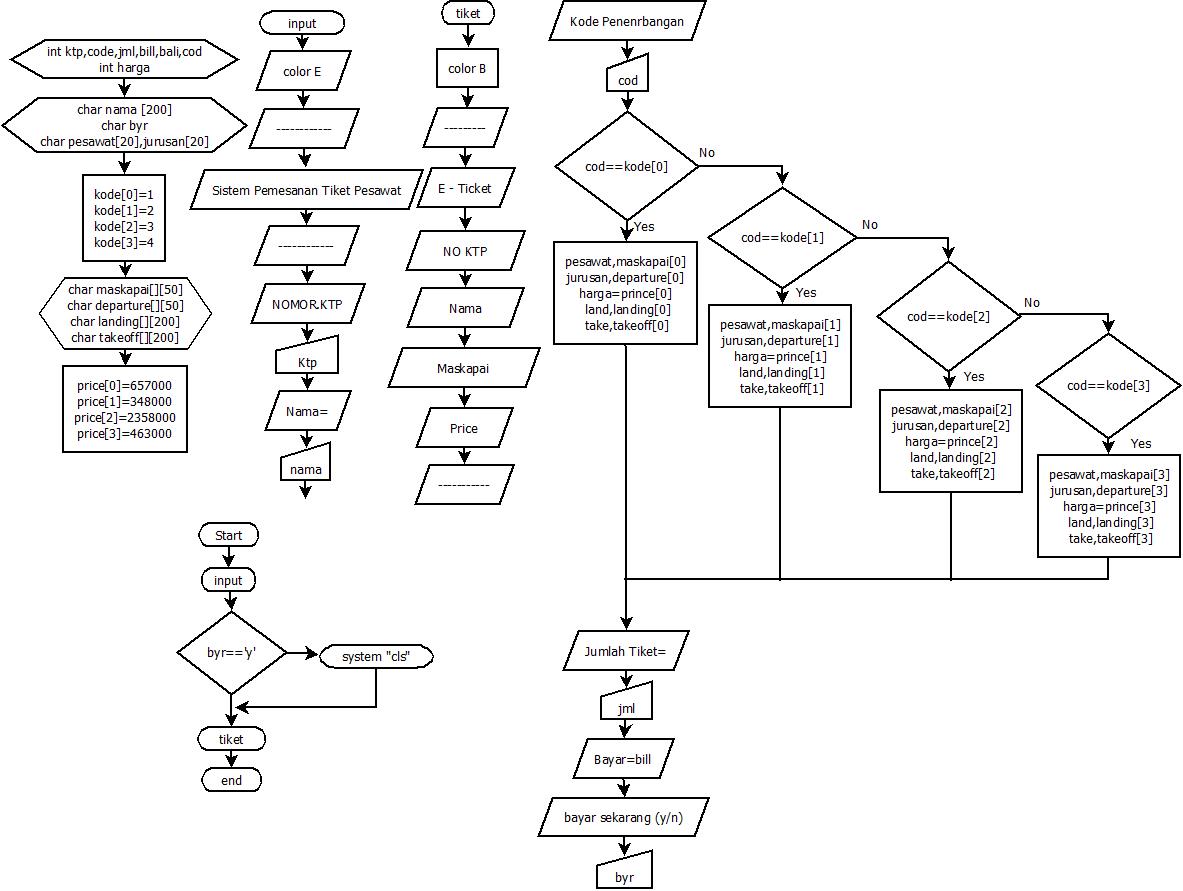 int ktp,code,jml,bill,bali,cod
int harga
char nama [200]
char byr
char pesawat[20],jurusan[20]
kode[0]=1
kode[1]=2
kode[2]=3
kode[3]=4
char maskapai[][50]
char departure[][50]
char landing[][200]
char takeoff[][200]
price[0]=657000
price[1]=348000
price[2]=2358000
price[3]=463000
input
color E
------------
Sistem Pemesanan Tiket Pesawat
------------
NOMOR.KTP
Ktp
Nama=
nama
tiket
color B
---------
E - Ticket
NO KTP
Nama
Maskapai
Price
-----------
Kode Penenrbangan
cod
cod==kode[0]
No
Yes
pesawat,maskapai[0]
jurusan,departure[0]
harga=prince[0]
land,landing[0]
take,takeoff[0]
cod==kode[1]
No
Yes
pesawat,maskapai[1]
jurusan,departure[1]
harga=prince[1]
land,landing[1]
take,takeoff[1]
cod==kode[2]
No
Yes
pesawat,maskapai[2]
jurusan,departure[2]
harga=prince[2]
land,landing[2]
take,takeoff[2]
cod==kode[3]
Yes
pesawat,maskapai[3]
jurusan,departure[3]
harga=prince[3]
land,landing[3]
take,takeoff[3]
Jumlah Tiket=
jml
Bayar=bill
bayar sekarang (y/n)
byr
Start
input
byr=='y'
system "cls"
tiket
end